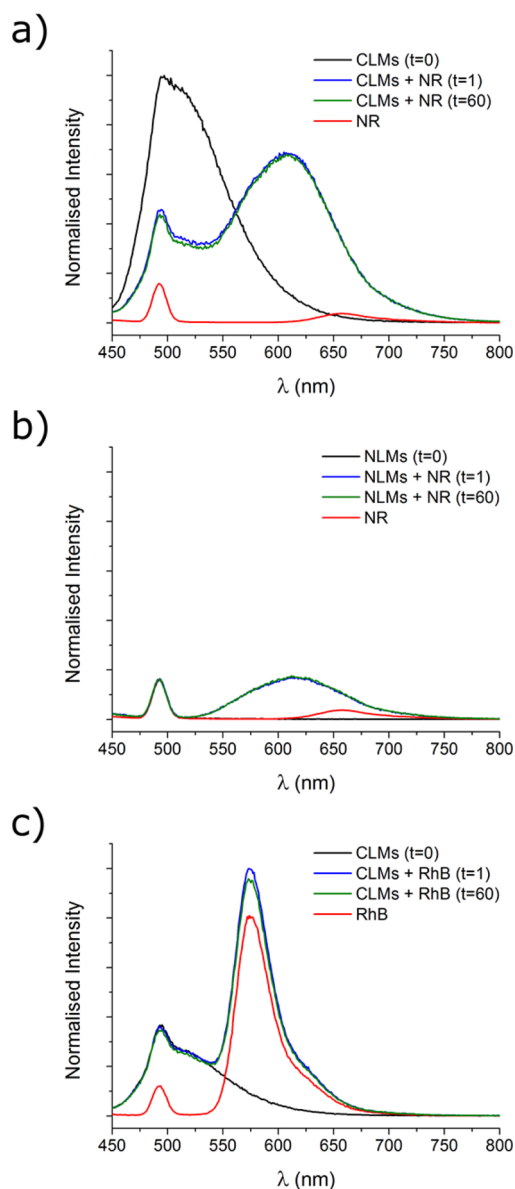 a)
CLMs (t=0)
CLMs + NR (t=1)
CLMs + NR (t=60)
NR
Normalised Intensity
450 500 550 600 650 700 750 800
λ (nm)
b)
NLMs (t=0)
NLMs + NR (t=1)
NLMs + NR (t=60)
NR
Normalised Intensity
450 500 550 600 650 700 750 800
λ (nm)
c)
CLMs (t=0)
CLMs + RhB (t=1)
CLMs + RhB (t=60)
RhB
Normalised Intensity
450 500 550 600 650 700 750 800
λ (nm)